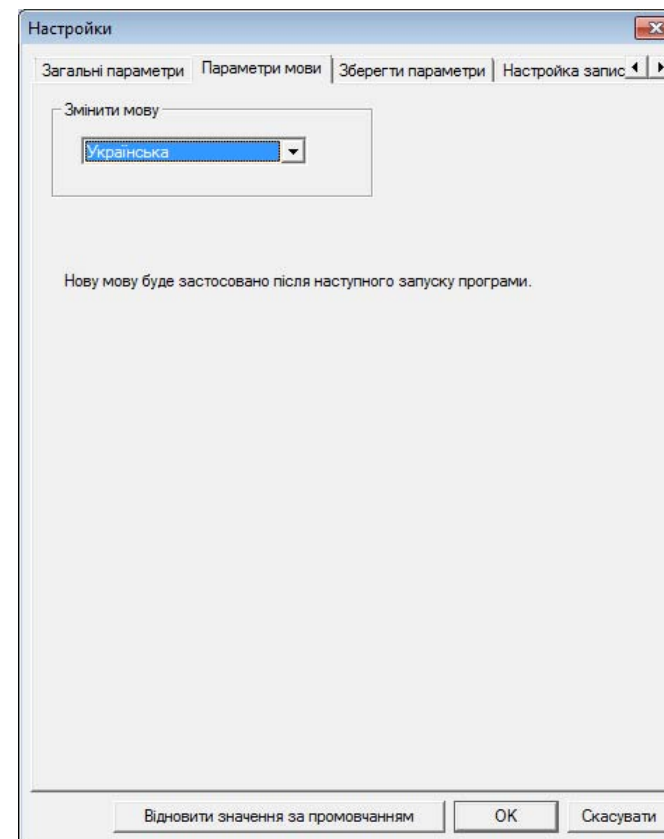 Настройки
Загальні параметри Параметри мови Зберегти параметри Настройка запис
Змінити мову
Українська
Нову мову буде застосовано після наступного запуску програми.
Відновити значення за промовчанням OK Скасувати